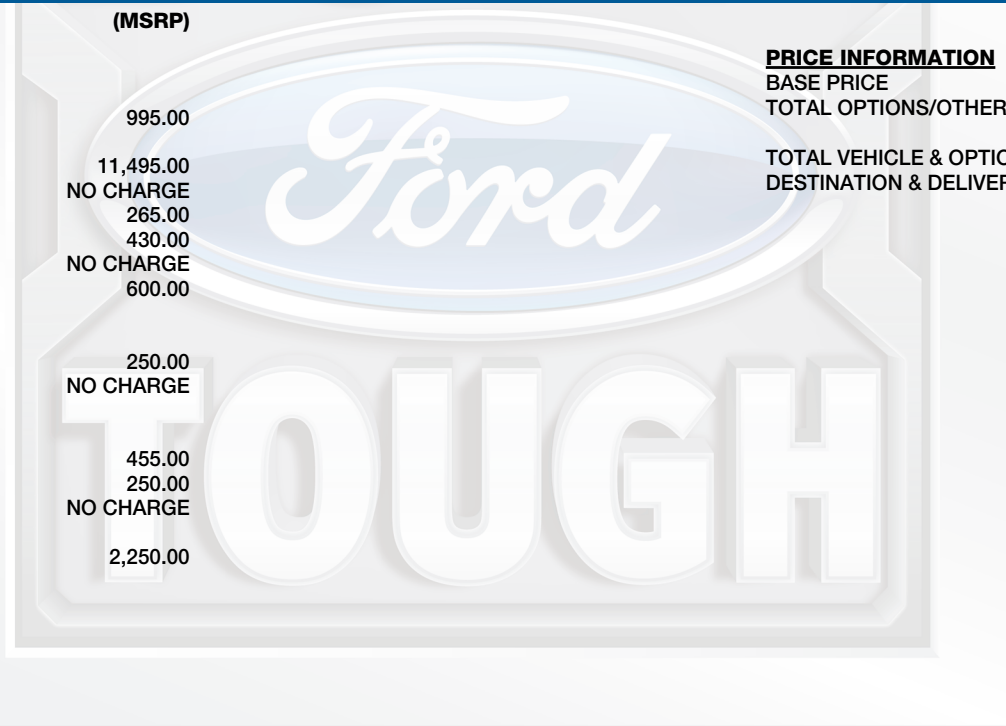 (MSRP)
995.00
11,495.00
NO CHARGE
265.00
430.00
NO CHARGE
600.00
250.00
NO CHARGE
455.00
250.00
NO CHARGE
2,250.00
PRICE INFORMATION
BASE PRICE
TOTAL OPTIONS/OTHER
TOTAL VEHICLE & OPTIO
DESTINATION & DELIVER
Ford
TOUGH